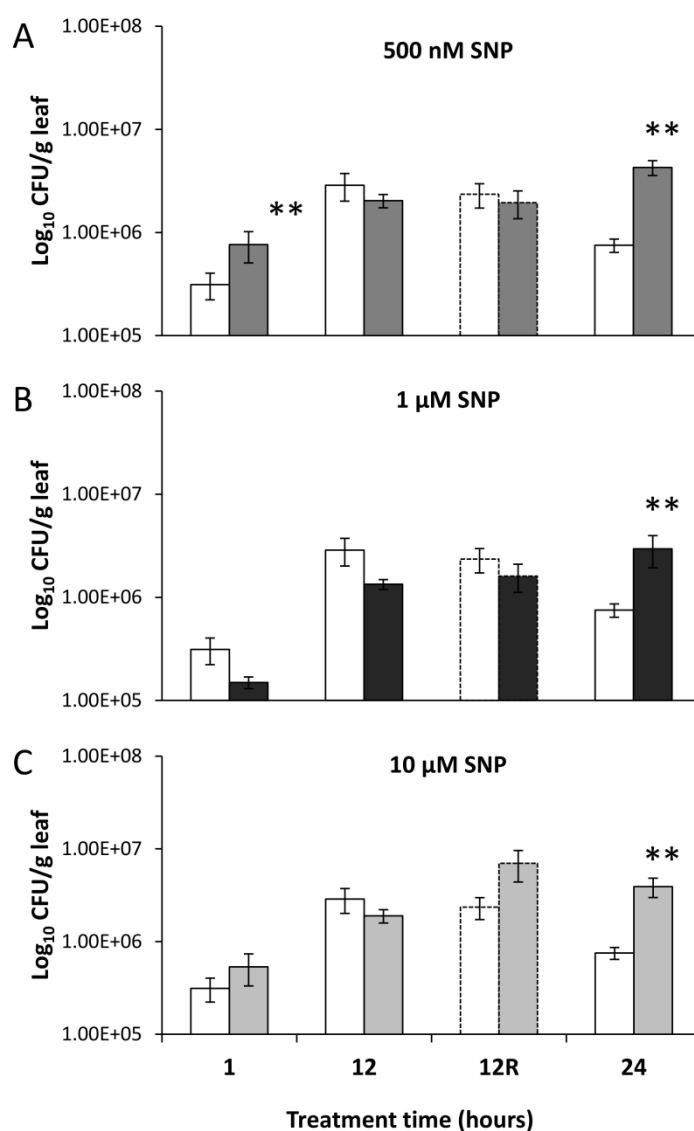 A
500 nM SNP
Log₁₀ CFU/g leaf
1.00E+08
1.00E+07
1.00E+06
1.00E+05
**
**
B
1 µM SNP
Log₁₀ CFU/g leaf
1.00E+08
1.00E+07
1.00E+06
1.00E+05
**
C
10 µM SNP
Log₁₀ CFU/g leaf
1.00E+08
1.00E+07
1.00E+06
1.00E+05
**
1 12 12R 24
Treatment time (hours)